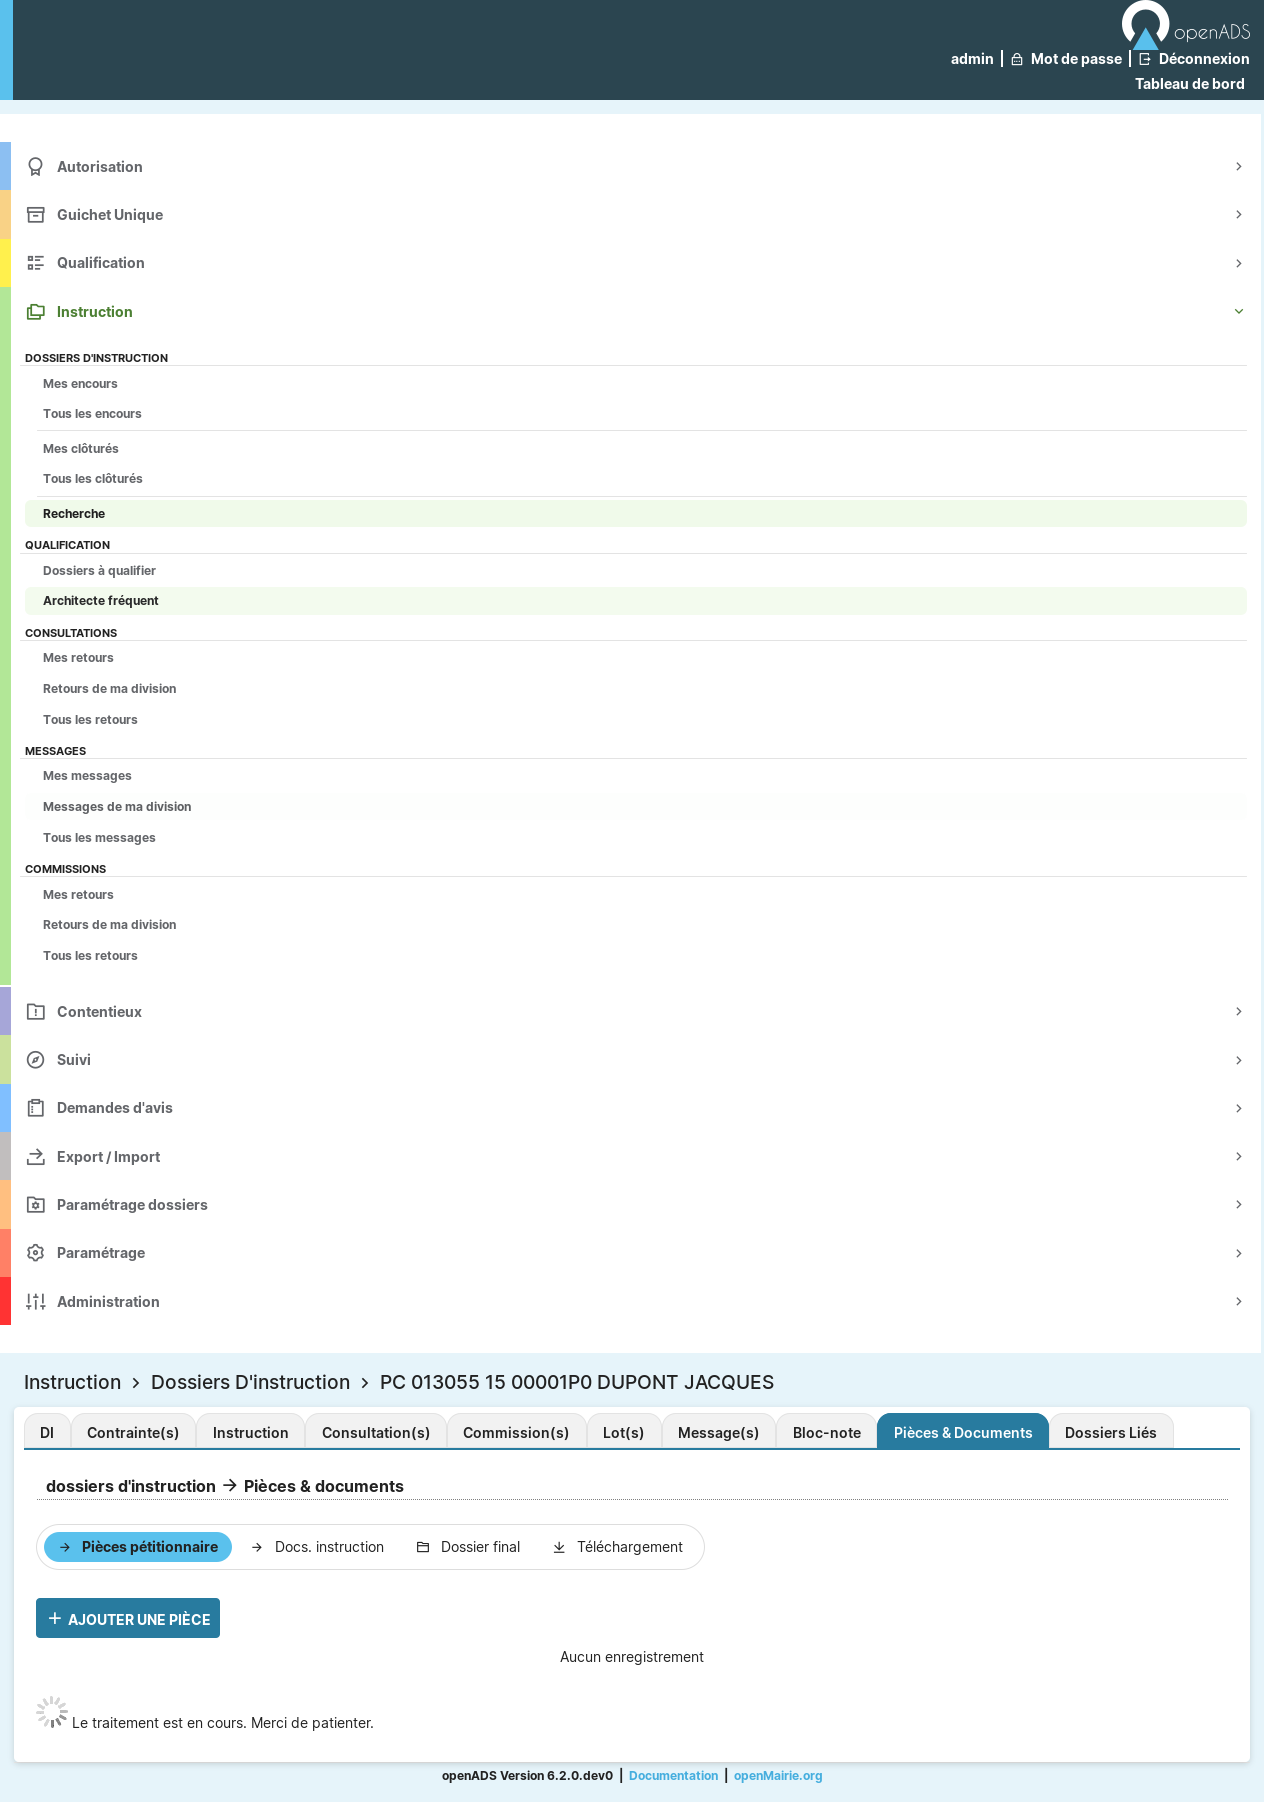 openADS
admin | Mot de passe | Déconnexion
Tableau de bord
Autorisation
Guichet Unique
Qualification
Instruction
DOSSIERS D'INSTRUCTION
Mes encours
Tous les encours
Mes clôturés
Tous les clôturés
Recherche
QUALIFICATION
Dossiers à qualifier
Architecte fréquent
CONSULTATIONS
Mes retours
Retours de ma division
Tous les retours
MESSAGES
Mes messages
Messages de ma division
Tous les messages
COMMISSIONS
Mes retours
Retours de ma division
Tous les retours
Contentieux
Suivi
Demandes d'avis
Export / Import
Paramétrage dossiers
Paramétrage
Administration
Instruction > Dossiers D'instruction > PC 013055 15 00001P0 DUPONT JACQUES
DI Contrainte(s) Instruction Consultation(s) Commission(s) Lot(s) Message(s) Bloc-note Pièces & Documents Dossiers Liés
dossiers d'instruction → Pièces & documents
→ Pièces pétitionnaire → Docs. instruction Dossier final Téléchargement
+ AJOUTER UNE PIÈCE
Aucun enregistrement
Le traitement est en cours. Merci de patienter.
openADS Version 6.2.0.dev0 | Documentation | openMairie.org